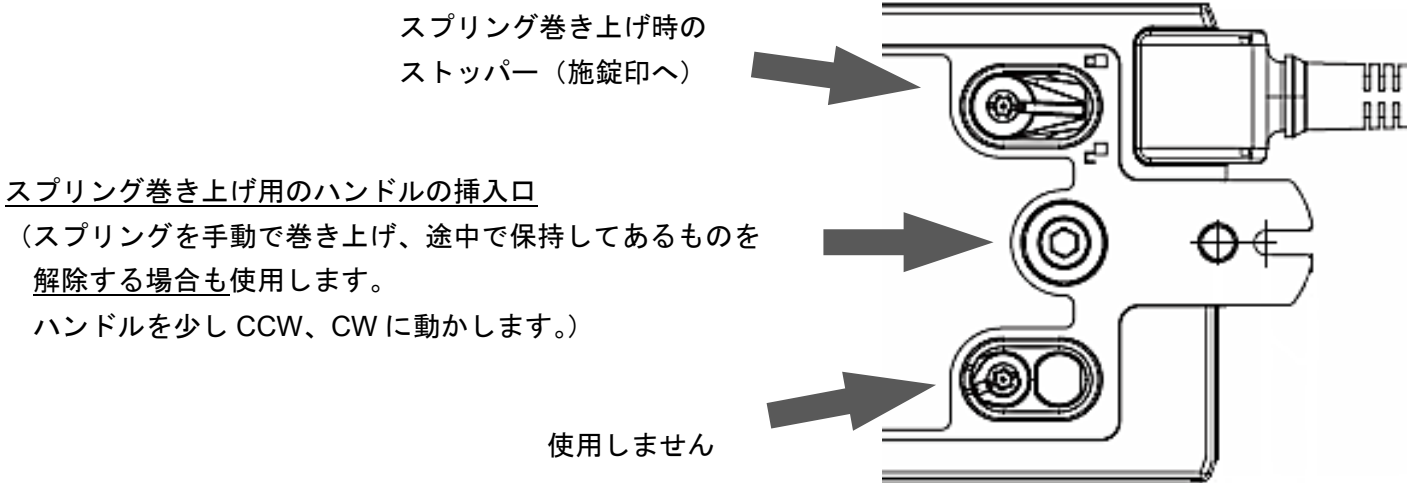 スプリング巻き上げ時の
ストッパー（施錠印へ）
スプリング巻き上げ用のハンドルの挿入口
（スプリングを手動で巻き上げ、途中で保持してあるものを
解除する場合も使用します。
ハンドルを少し CCW、CW に動かします。）
使用しません